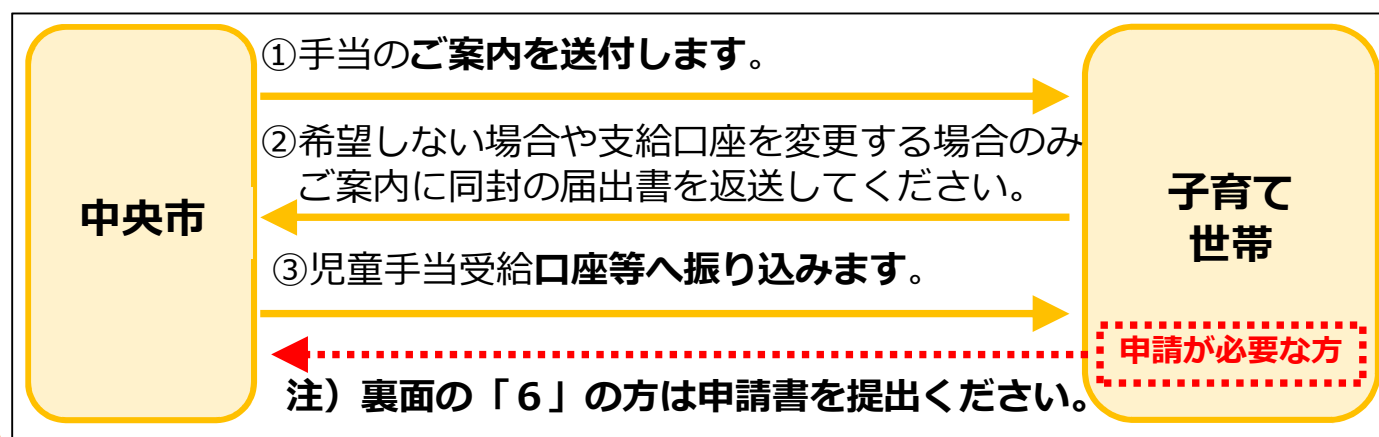 中央市
①手当のご案内を送付します。
②希望しない場合や支給口座を変更する場合のみ
ご案内に同封の届出書を返送してください。
③児童手当受給口座等へ振り込みます。
注）裏面の「６」の方は申請書を提出ください。
子育て
世帯
申請が必要な方